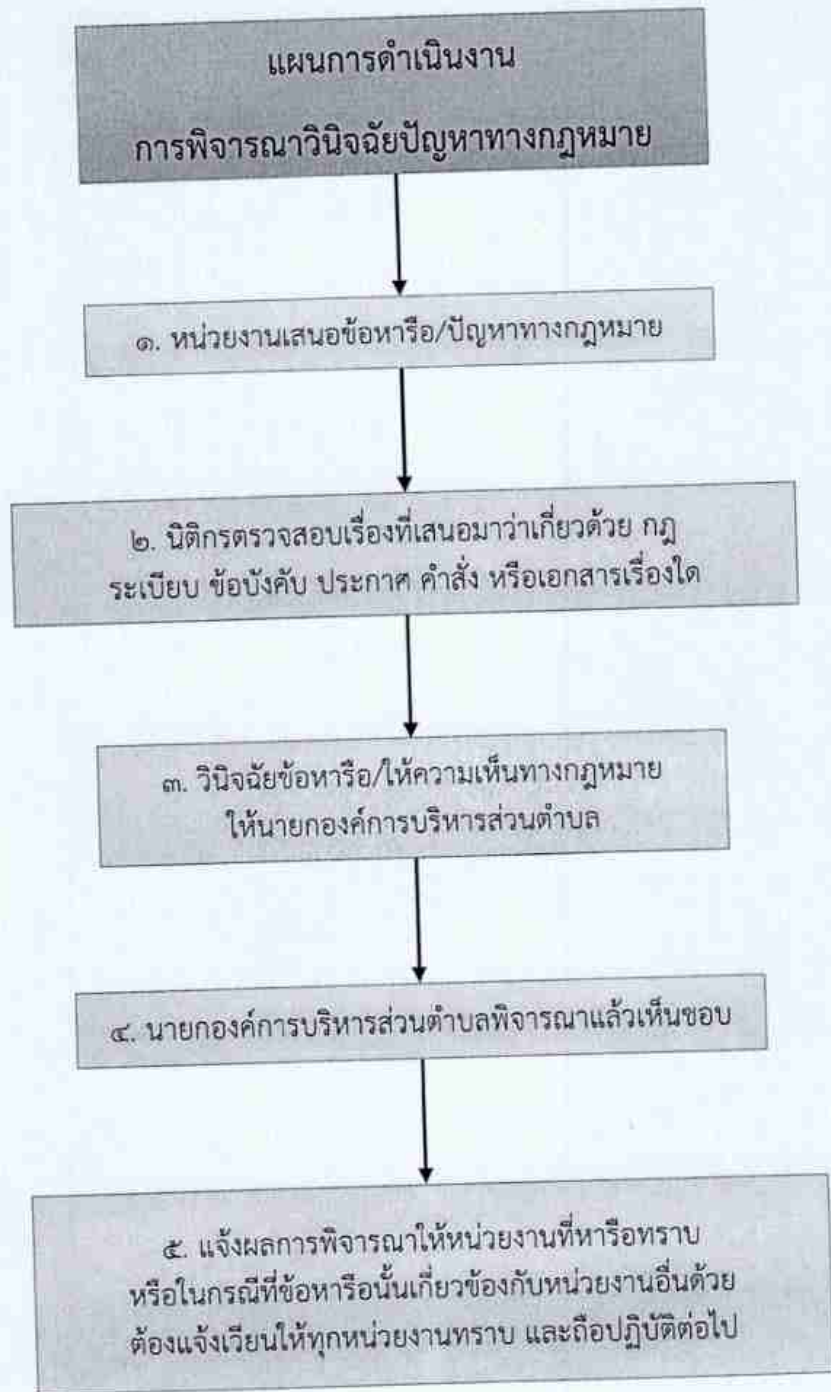 แผนการดำเนินงาน
การพิจารณาวินิจฉัยปัญหาทางกฎหมาย
๑. หน่วยงานเสนอข้อหารือ/ปัญหาทางกฎหมาย
๒. นิติกรตรวจสอบเรื่องที่เสนอมาว่าเกี่ยวด้วย กฎ
ระเบียบ ข้อบังคับ ประกาศ คำสั่ง หรือเอกสารเรื่องใด
๓. วินิจฉัยข้อหารือ/ให้ความเห็นทางกฎหมาย
ให้นายกองค์การบริหารส่วนตำบล
๔. นายกองค์การบริหารส่วนตำบลพิจารณาแล้วเห็นชอบ
๕. แจ้งผลการพิจารณาให้หน่วยงานที่หารือทราบ
หรือในกรณีที่ข้อหารือนั้นเกี่ยวข้องกับหน่วยงานอื่นด้วย
ต้องแจ้งเวียนให้ทุกหน่วยงานทราบ และถือปฏิบัติต่อไป